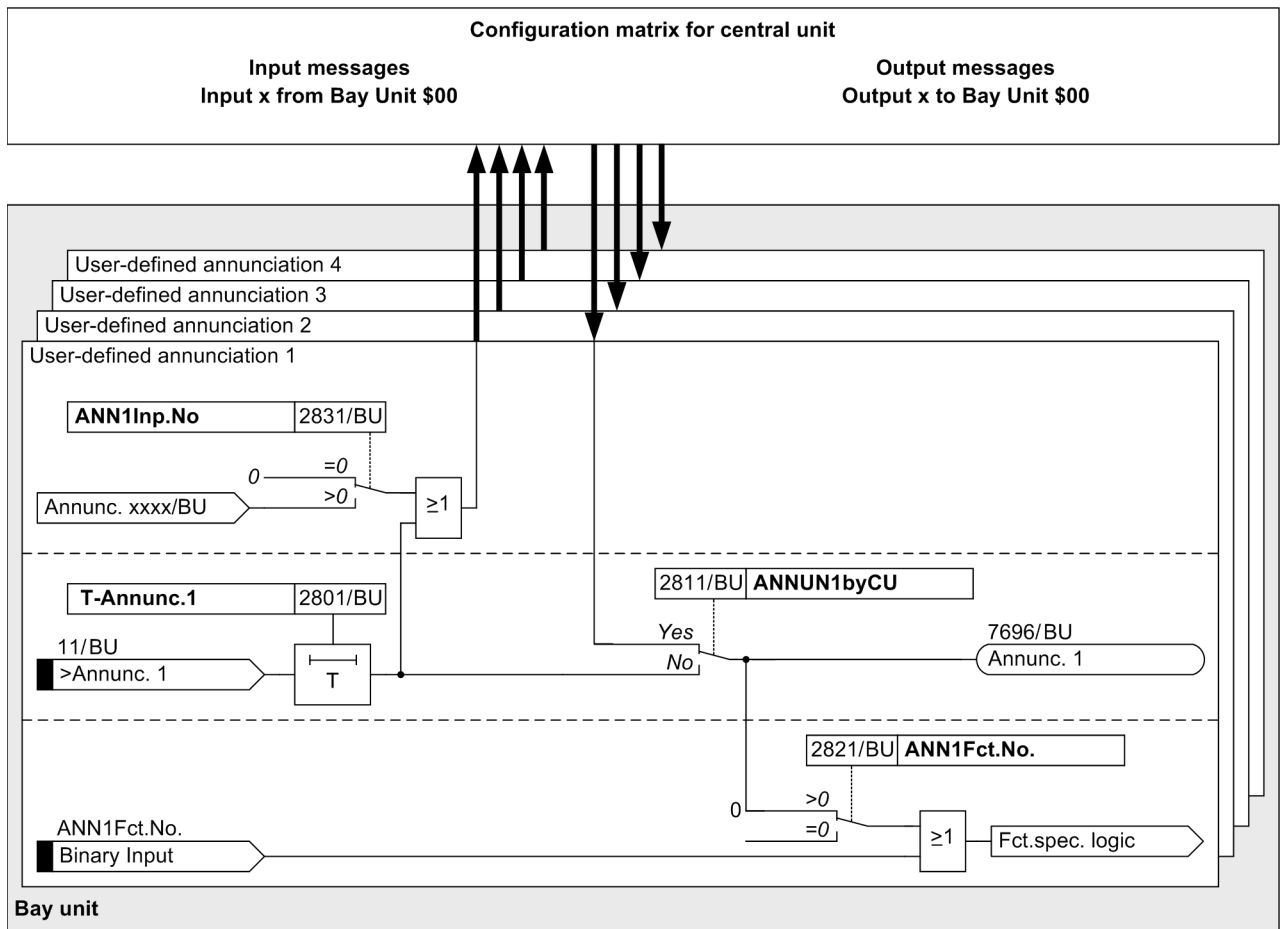 Configuration matrix for central unit
Input messages
Input x from Bay Unit $00
Output messages
Output x to Bay Unit $00
User-defined annunciation 4
User-defined annunciation 3
User-defined annunciation 2
User-defined annunciation 1
ANN1Inp.No 2831/BU
0 =0
>0
Annunc. xxxx/BU
≥1
T-Annunc.1 2801/BU
11/BU
>Annunc. 1
T
2811/BU ANNUN1byCU
Yes
No
7696/BU
Annunc. 1
2821/BU ANN1Fct.No.
0 >0
=0
ANN1Fct.No.
Binary Input
≥1
Fct.spec. logic
Bay unit